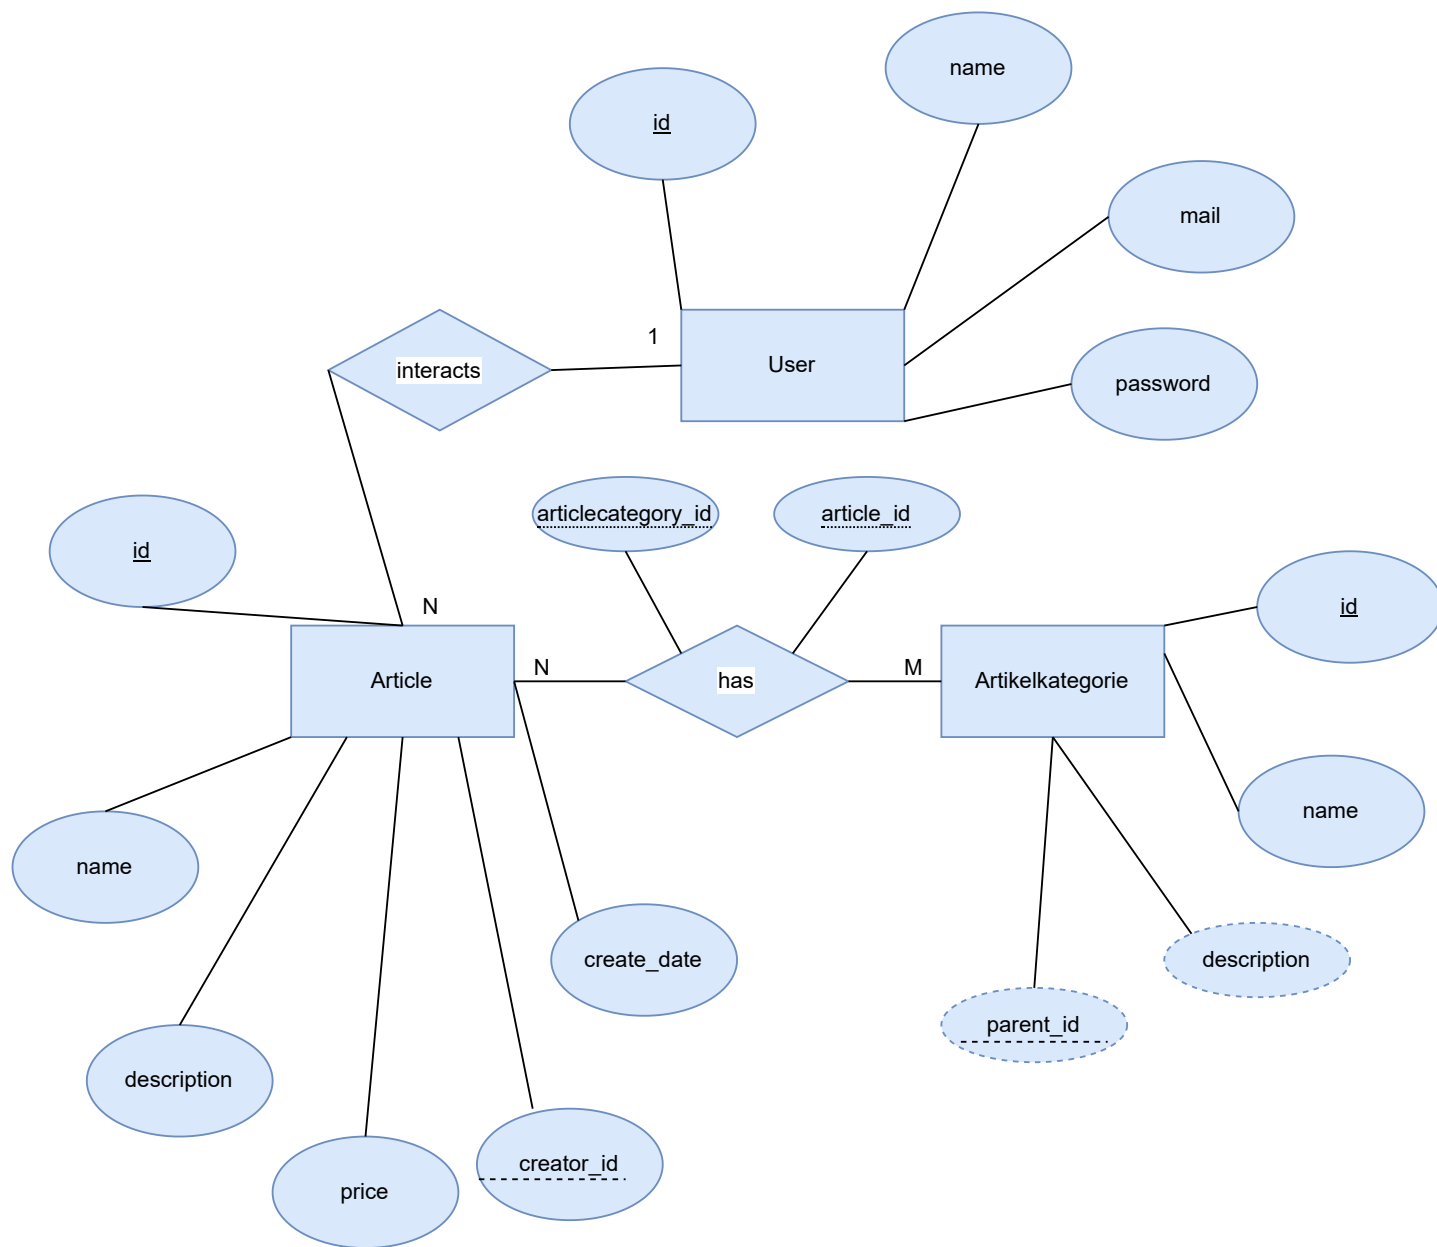 name
id
mail
1
User
interacts
password
articlecategory_id
article_id
id
id
N
N
M
Article
has
Artikelkategorie
name
name
create_date
description
parent_id
description
creator_id
price